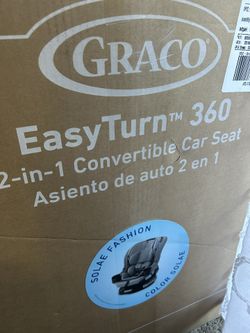 GRACO
EasyTurn™ 360
2-in-1 Convertible Car Seat
Asiento de auto 2 en 1
SOLAE FASHION
COLOR SOLAE